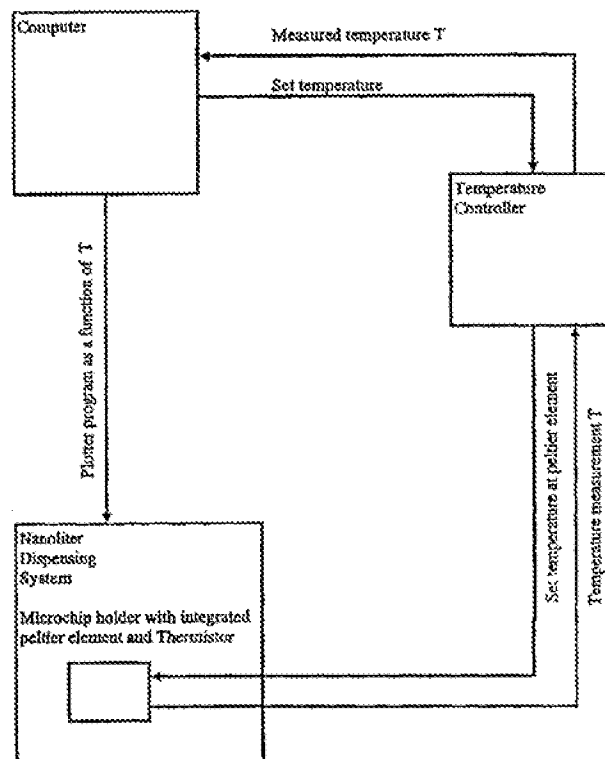 Computer
Measured temperature T
Set temperature
Temperature
Controller
Plotter program as a function of T
Set temperature at peltier element
Temperature measurement T
Nanoliter
Dispensing
System
Microchip holder with integrated
peltier element and Thermistor